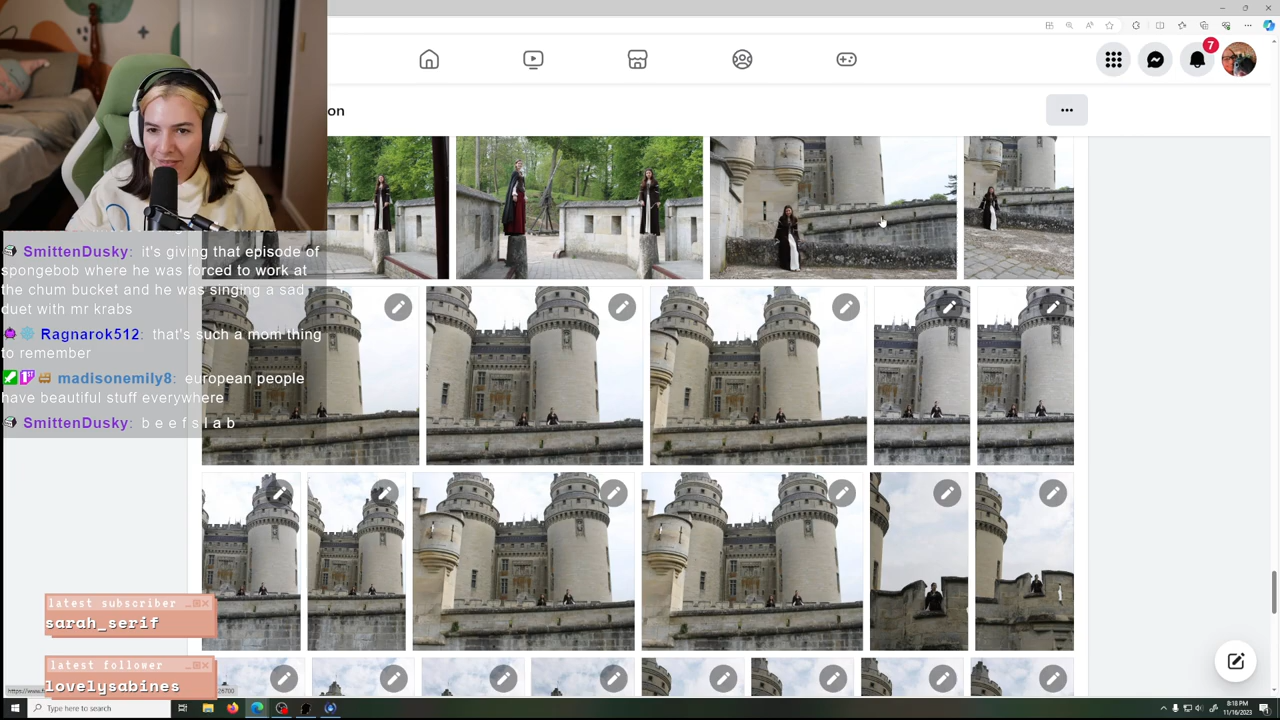 on
...
7
SmittenDusky: it's giving that episode of
spongebob where he was forced to work at
the chum bucket and he was singing a sad
duet with mr krabs
Ragnarok512: that's such a mom thing
to remember
madisonemily8: european people
have beautiful stuff everywhere
SmittenDusky: b e e f s l a b
latest subscriber
sarah_serif
latest follower
lovelysabines
Type here to search
8:18 PM
11/16/2023